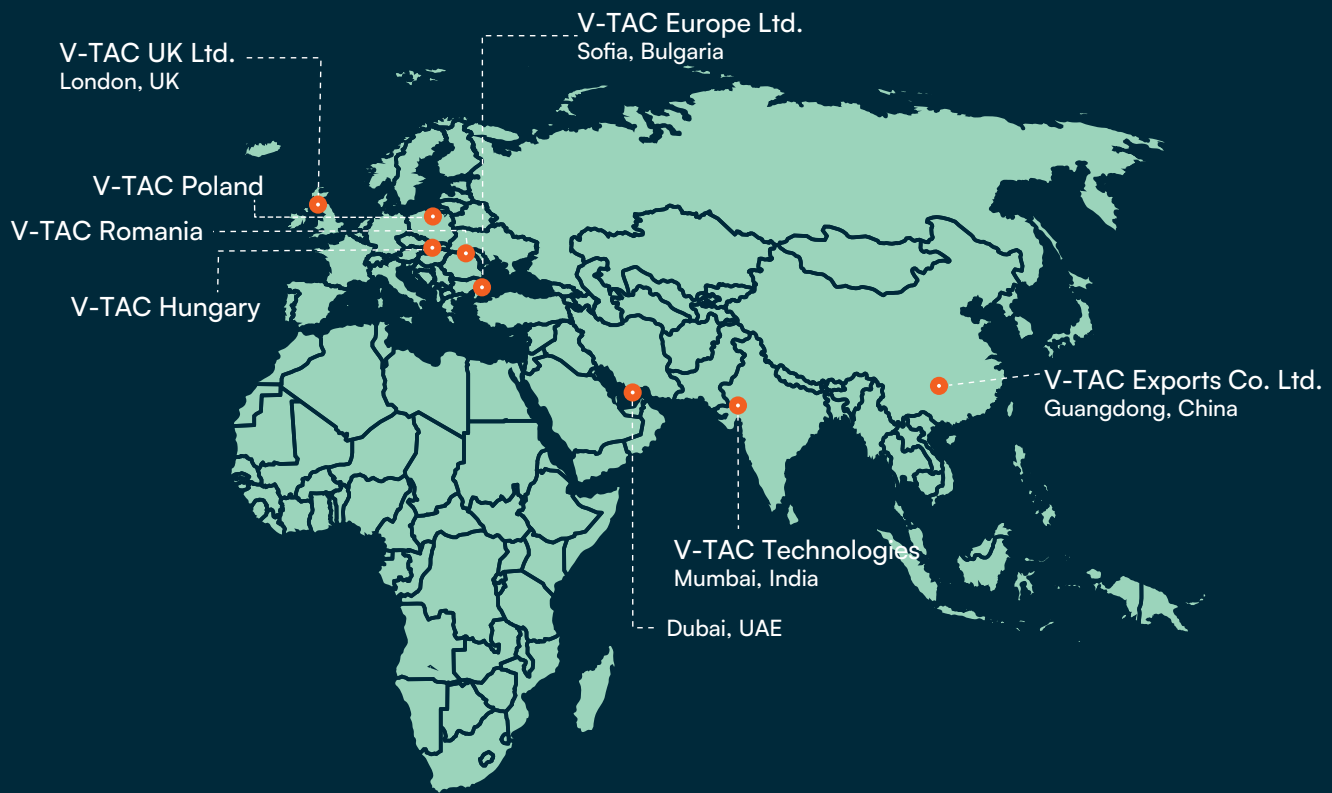 V-TAC Europe Ltd.
Sofia, Bulgaria
V-TAC UK Ltd.
London, UK
V-TAC Poland
V-TAC Romania
V-TAC Hungary
V-TAC Exports Co. Ltd.
Guangdong, China
V-TAC Technologies
Mumbai, India
Dubai, UAE